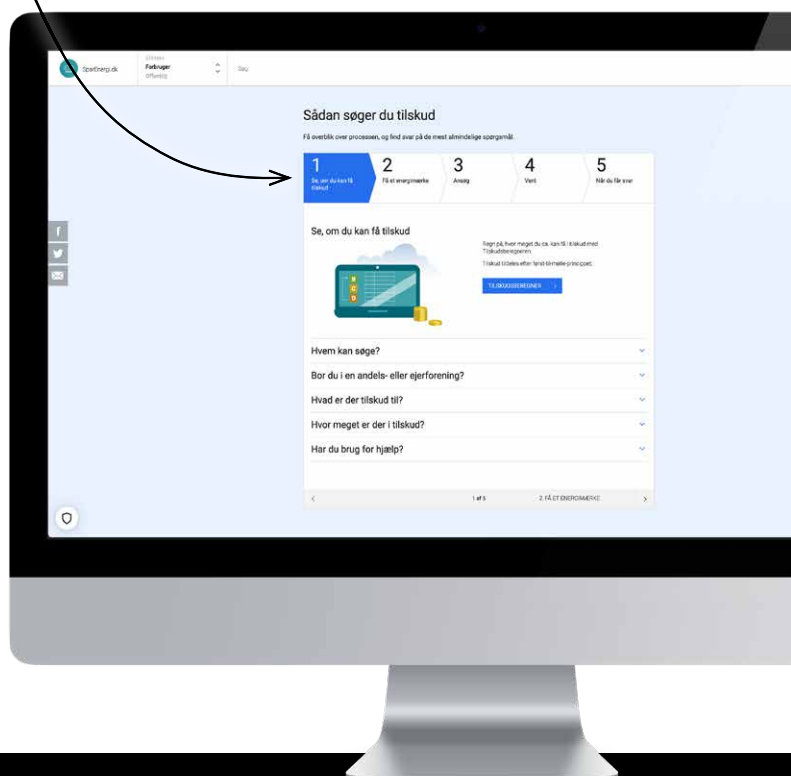 SparEnergi.dk
Erhverv
Forbruger
Offentlig
Søg
Sådan søger du tilskud
Få overblik over processen, og find svar på de mest almindelige spørgsmål.
1
Se, om du kan få
tilskud
2
Få et energimærke
3
Ansøg
4
Vent
5
Når du får svar
f
Se, om du kan få tilskud
Regn på, hvor meget du ca. kan få i tilskud med
Tilskudsberegneren.
Tilskud tildeles efter først-til-mølle-princippet.
TILSKUDSBEREGNER
B
C
D
Hvem kan søge?
Bor du i en andels- eller ejerforening?
Hvad er der tilskud til?
Hvor meget er der i tilskud?
Har du brug for hjælp?
1 af 5
2. FÅ ET ENERGIMÆRKE